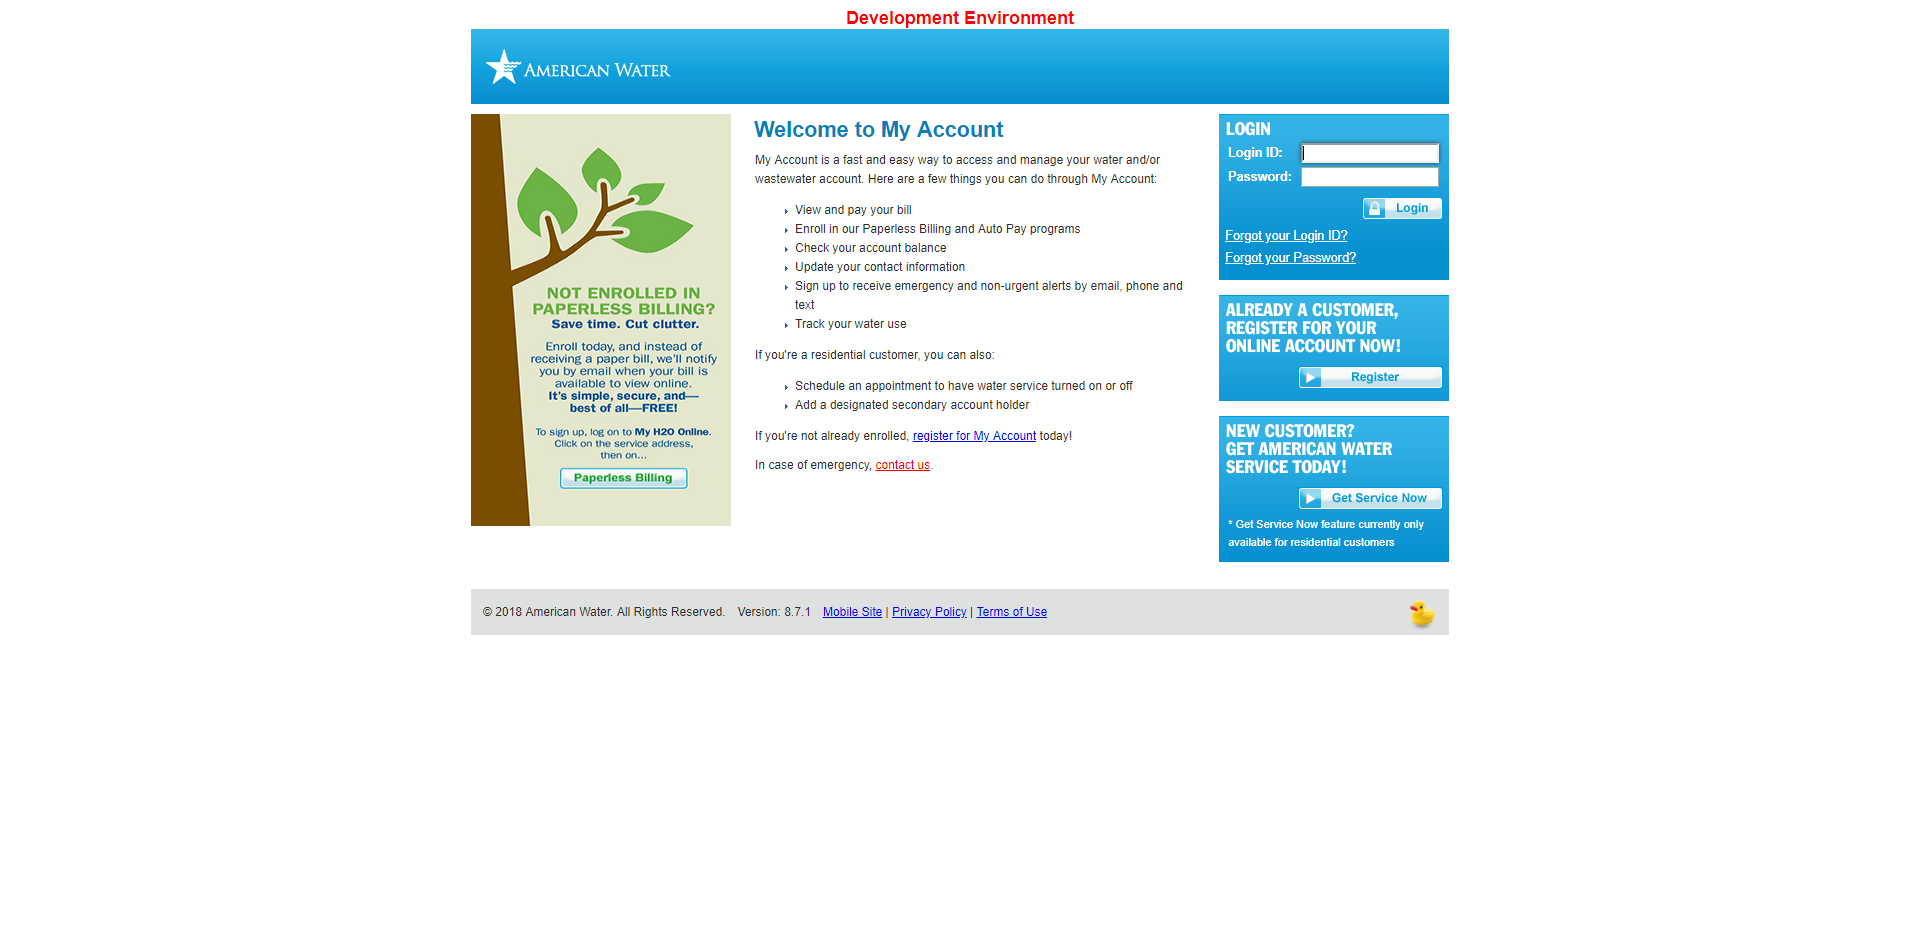 Development Environment
AMERICAN WATER
NOT ENROLLED IN
PAPERLESS BILLING?
Save time. Cut clutter.
Enroll today, and instead of
receiving a paper bill, we'll notify
you by email when your bill is
available to view online.
It's simple, secure, and—
best of all—FREE!
To sign up, log on to My H2O Online.
Click on the service address,
then on...
Paperless Billing
Welcome to My Account
My Account is a fast and easy way to access and manage your water and/or
wastewater account. Here are a few things you can do through My Account:
View and pay your bill
Enroll in our Paperless Billing and Auto Pay programs
Check your account balance
Update your contact information
Sign up to receive emergency and non-urgent alerts by email, phone and
text
Track your water use
If you're a residential customer, you can also:
Schedule an appointment to have water service turned on or off
Add a designated secondary account holder
If you're not already enrolled, register for My Account today!
In case of emergency, contact us.
LOGIN
Login ID:
Password:
Login
Forgot your Login ID?
Forgot your Password?
ALREADY A CUSTOMER,
REGISTER FOR YOUR
ONLINE ACCOUNT NOW!
Register
NEW CUSTOMER?
GET AMERICAN WATER
SERVICE TODAY!
Get Service Now
* Get Service Now feature currently only
available for residential customers
© 2018 American Water. All Rights Reserved. Version: 8.7.1 Mobile Site | Privacy Policy | Terms of Use